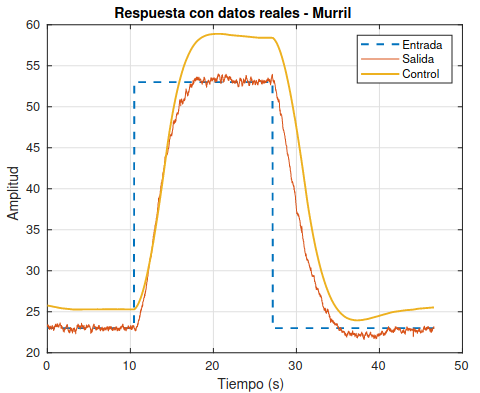 Respuesta con datos reales - Murril
Entrada
Salida
Control
Amplitud
60
55
50
45
40
35
30
25
20
0 10 20 30 40 50
Tiempo (s)